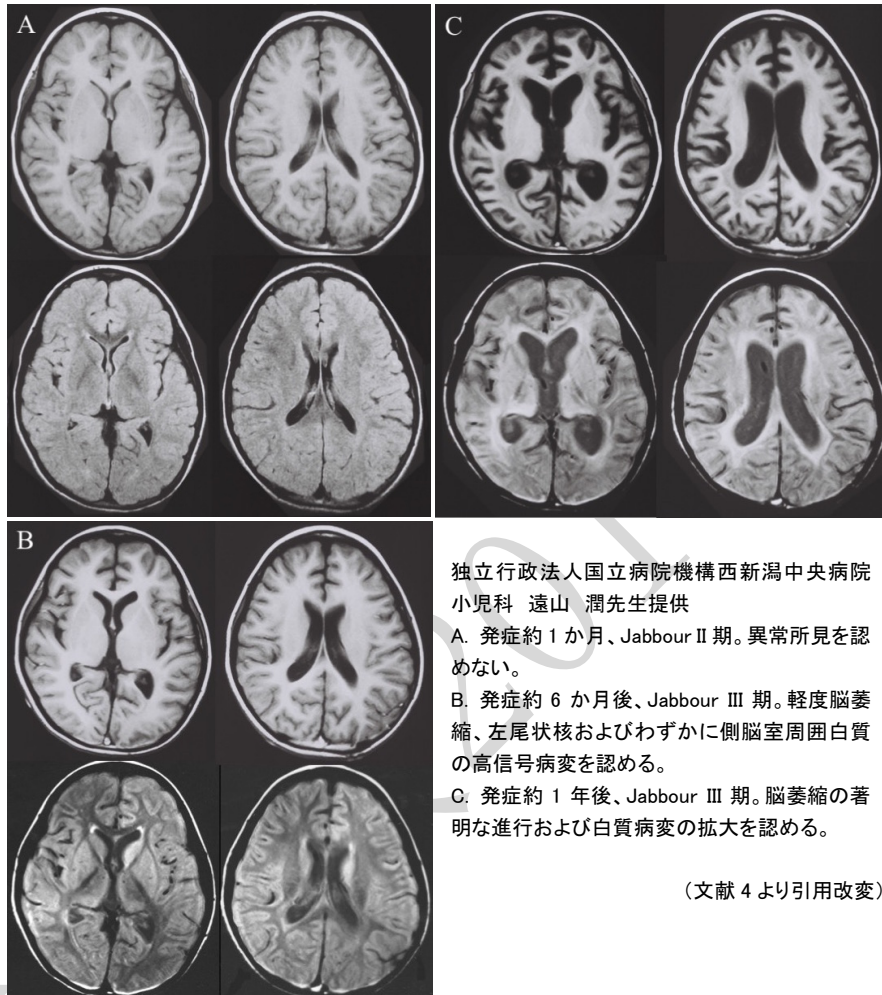 A
C
B
独立行政法人国立病院機構西新潟中央病院
小児科 遠山 潤先生提供
A. 発症約 1 か月、Jabbour II 期。異常所見を認
めない。
B. 発症約 6 か月後、Jabbour III 期。軽度脳萎
縮、左尾状核およびわずかに側脳室周囲白質
の高信号病変を認める。
C. 発症約 1 年後、Jabbour III 期。脳萎縮の著
明な進行および白質病変の拡大を認める。
（文献 4 より引用改変）